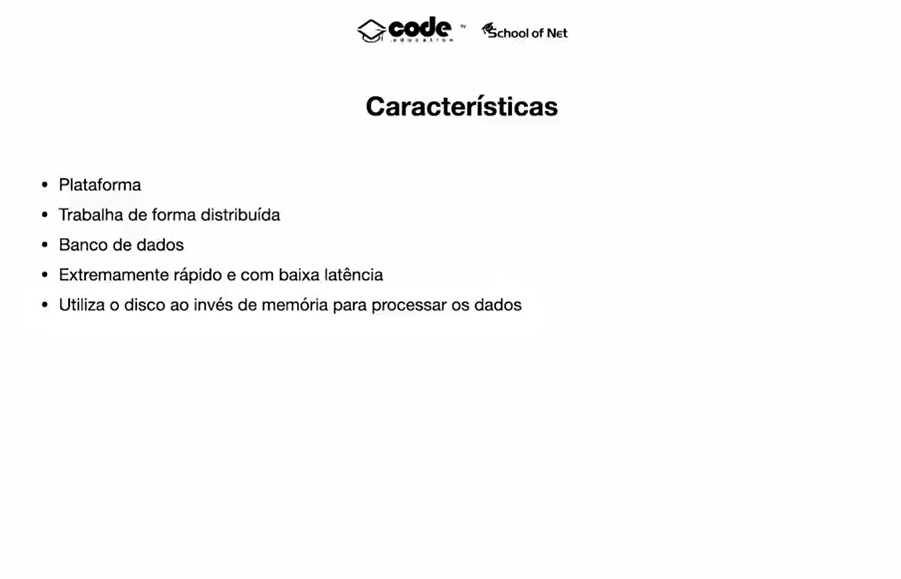 code
.education
by
School of Net
Características
• Plataforma
• Trabalha de forma distribuída
• Banco de dados
• Extremamente rápido e com baixa latência
• Utiliza o disco ao invés de memória para processar os dados